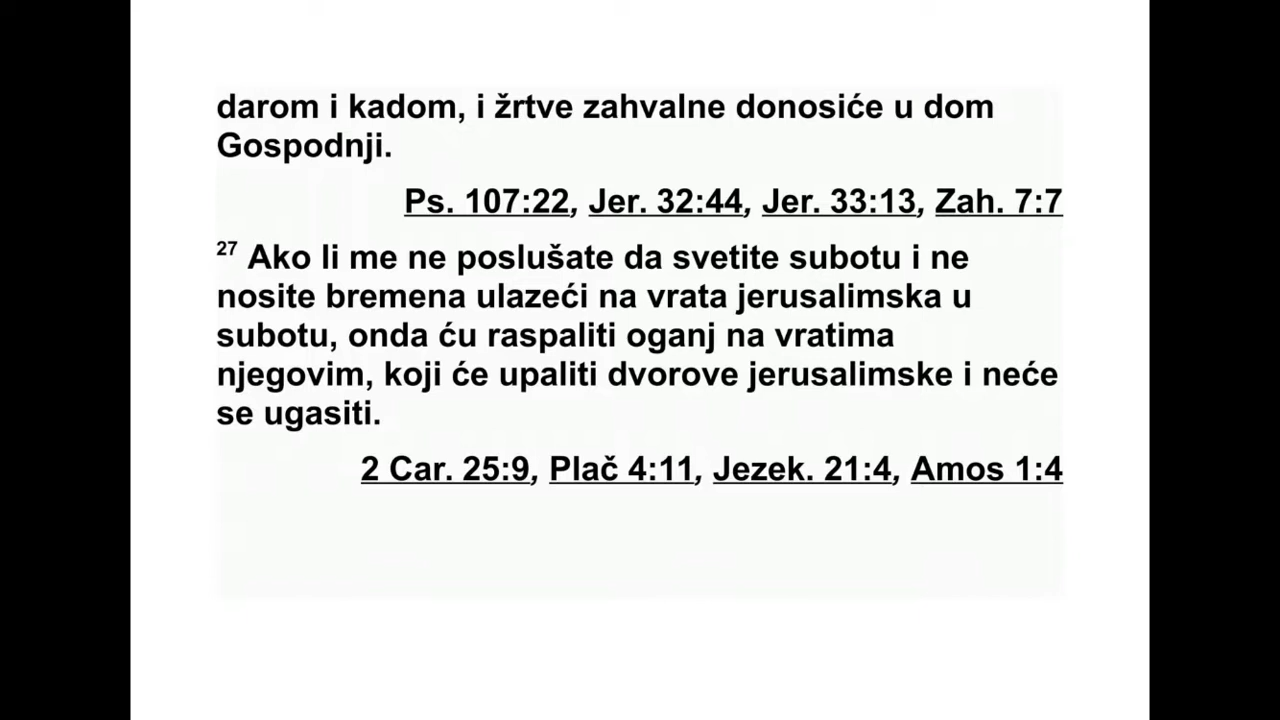 darom i kadom, i žrtve zahvalne donosiće u dom
Gospodnji.
Ps. 107:22, Jer. 32:44, Jer. 33:13, Zah. 7:7
27 Ako li me ne poslušate da svetite subotu i ne
nosite bremena ulazeći na vrata jerusalimska u
subotu, onda ću raspaliti oganj na vratima
njegovim, koji će upaliti dvorove jerusalimske i neće
se ugasiti.
2 Car. 25:9, Plač 4:11, Jezek. 21:4, Amos 1:4